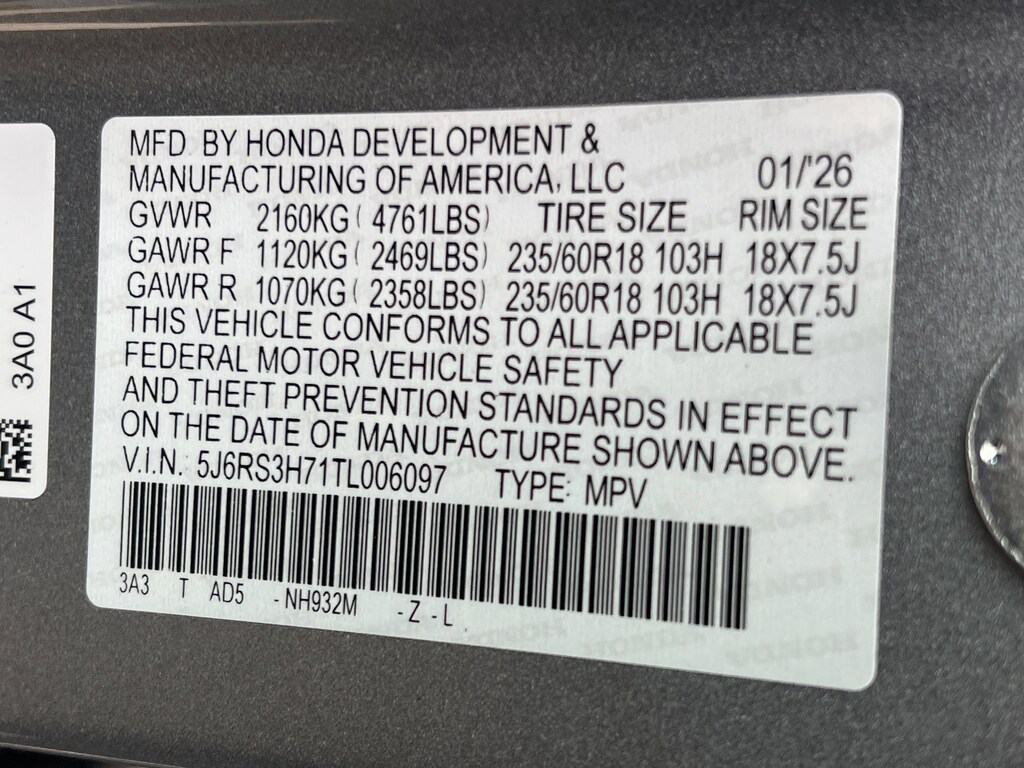 3A0 A1
MFD. BY HONDA DEVELOPMENT &
MANUFACTURING OF AMERICA, LLC 01/'26
GVWR 2160KG( 4761LBS) TIRE SIZE RIM SIZE
GAWR F 1120KG( 2469LBS) 235/60R18 103H 18X7.5J
GAWR R 1070KG( 2358LBS) 235/60R18 103H 18X7.5J
THIS VEHICLE CONFORMS TO ALL APPLICABLE
FEDERAL MOTOR VEHICLE SAFETY
AND THEFT PREVENTION STANDARDS IN EFFECT
ON THE DATE OF MANUFACTURE SHOWN ABOVE.
V.I.N. 5J6RS3H71TL006097 TYPE: MPV
3A3 T AD5 -NH932M -Z-L